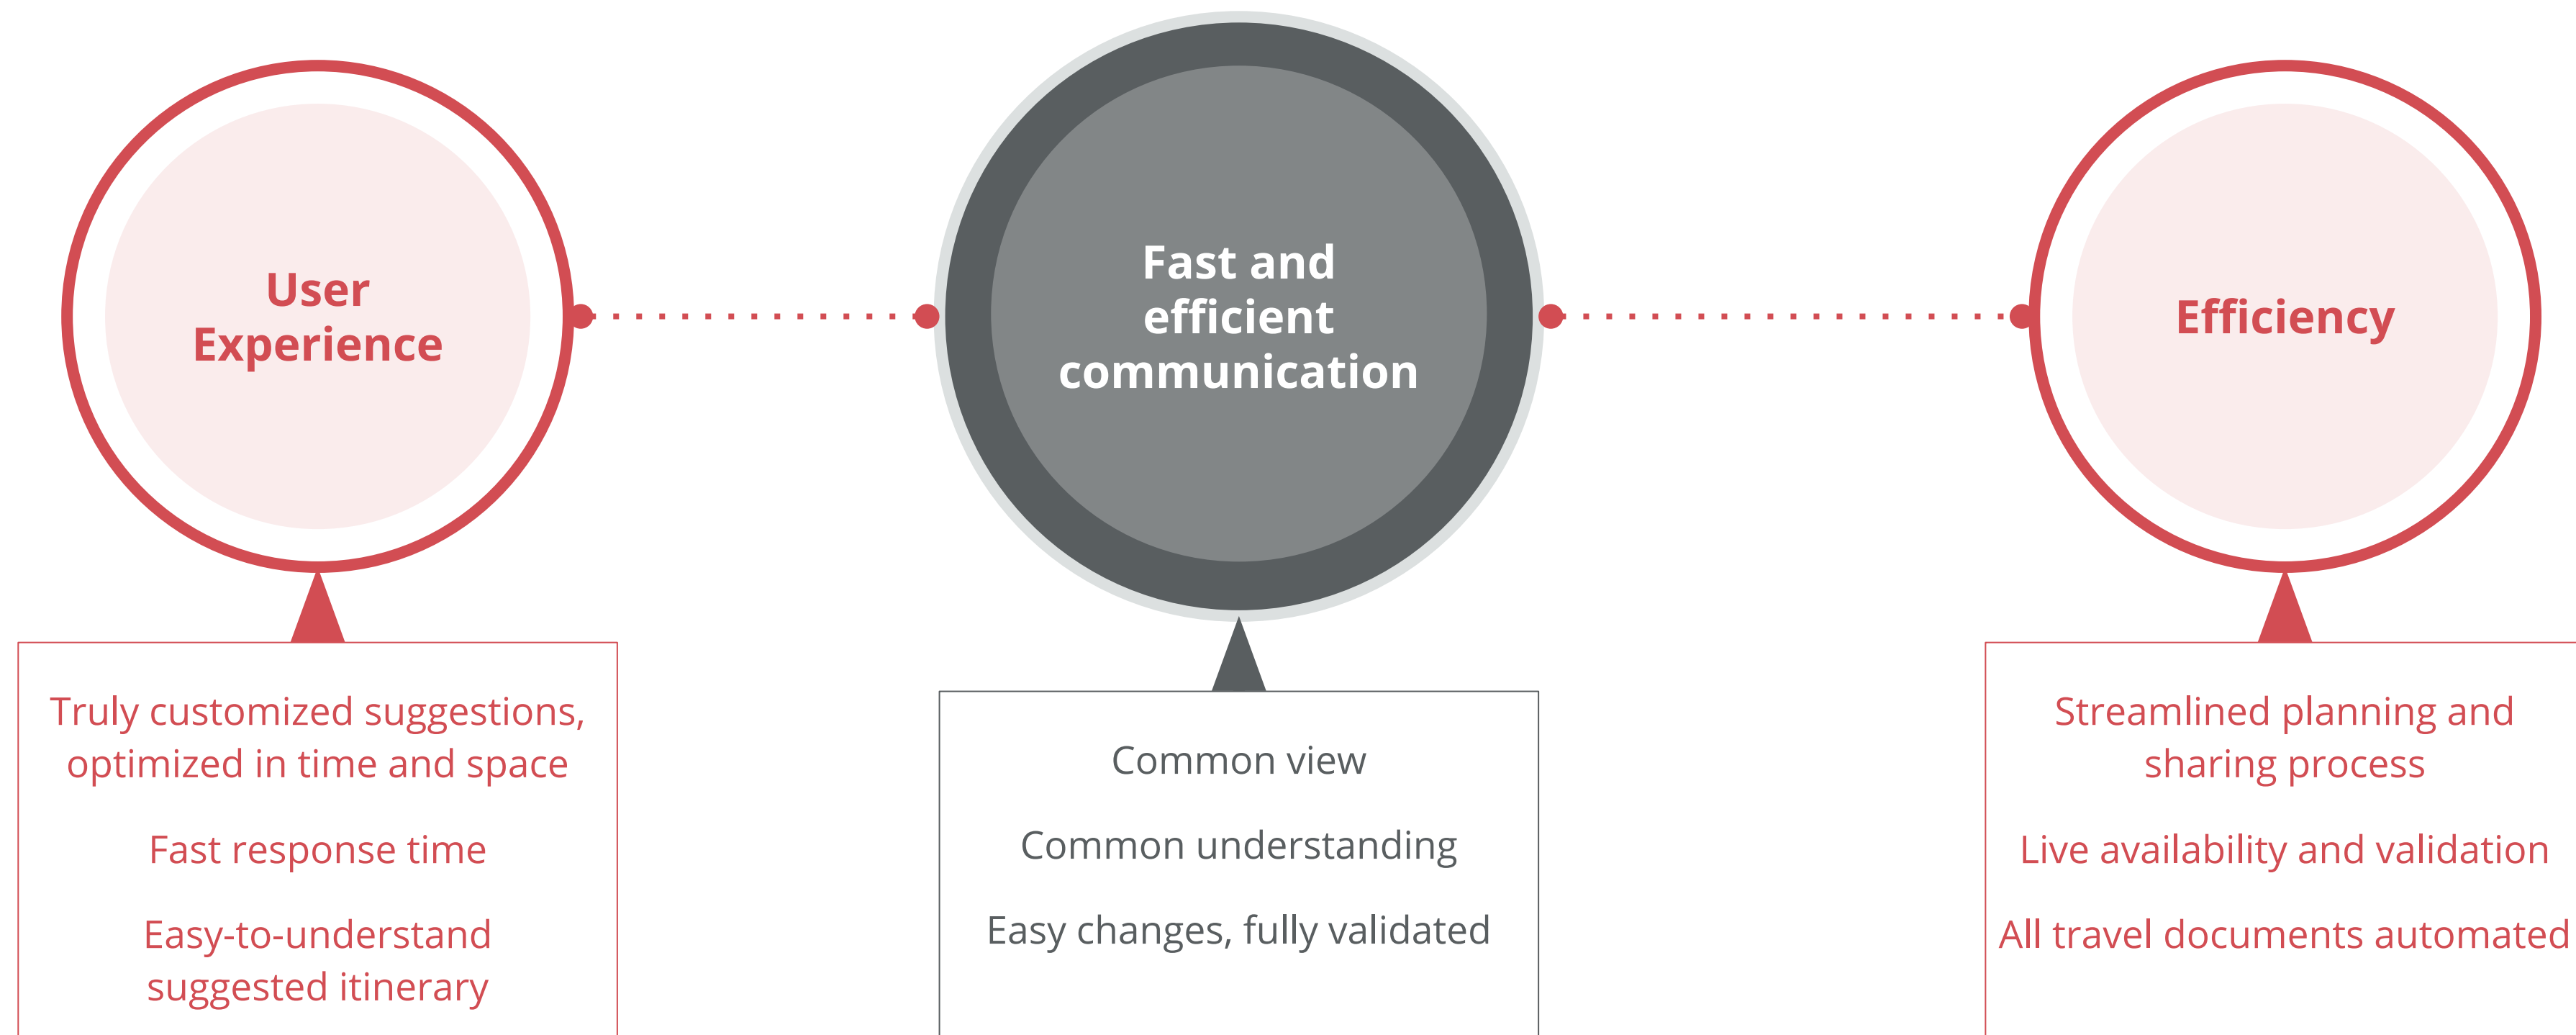 User
Experience
Fast and
efficient
communication
Efficiency
Truly customized suggestions,
optimized in time and space
Fast response time
Easy-to-understand
suggested itinerary
Common view
Common understanding
Easy changes, fully validated
Streamlined planning and
sharing process
Live availability and validation
All travel documents automated